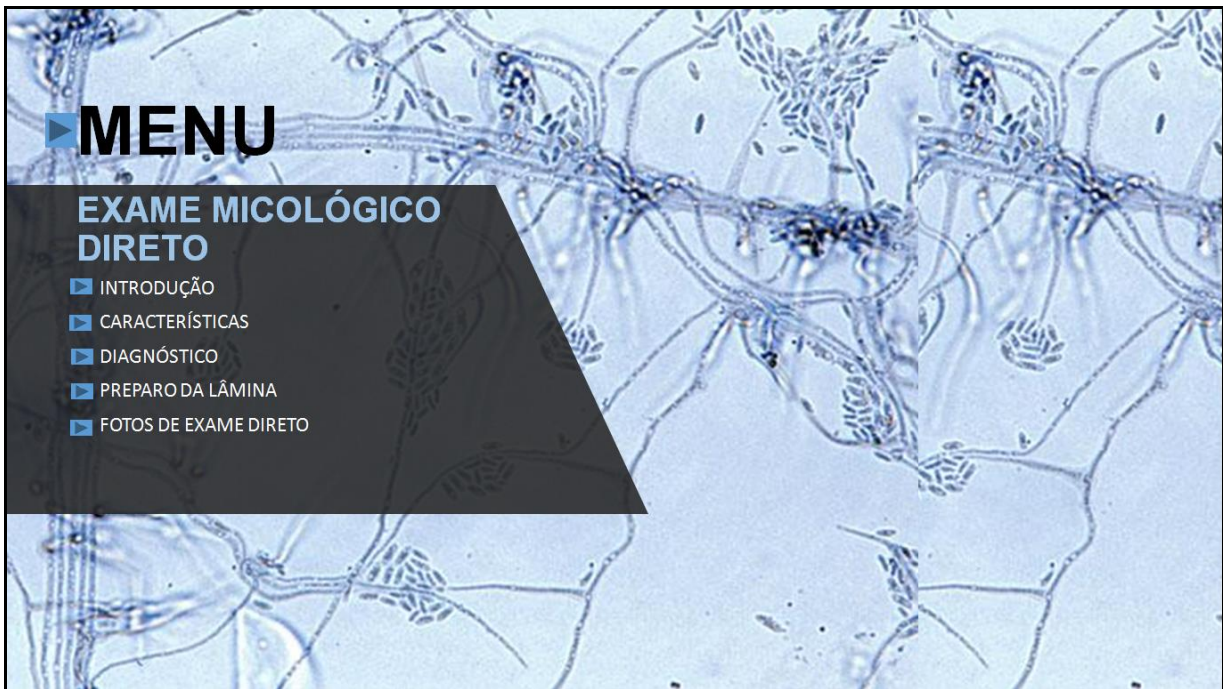 MENU
EXAME MICOLÓGICO
DIRETO
INTRODUÇÃO
CARACTERÍSTICAS
DIAGNÓSTICO
PREPARO DA LÂMINA
FOTOS DE EXAME DIRETO